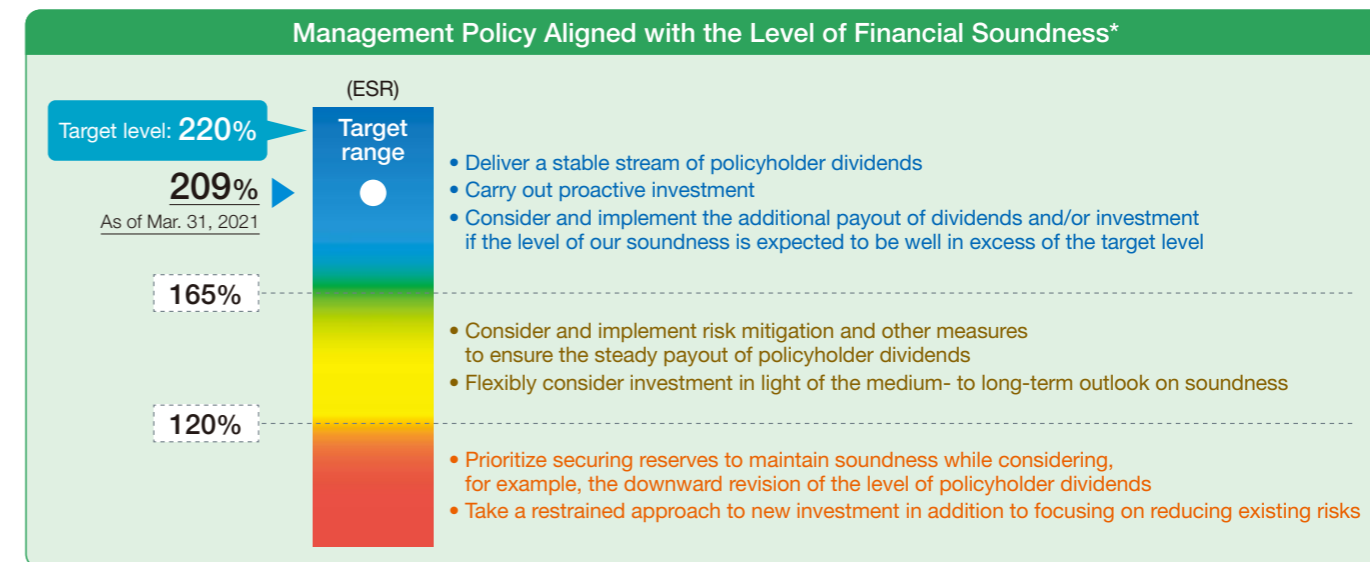 Management Policy Aligned with the Level of Financial Soundness*
(ESR)
Target level: 220%
Target
range
209%
As of Mar. 31, 2021
• Deliver a stable stream of policyholder dividends
• Carry out proactive investment
• Consider and implement the additional payout of dividends and/or investment
if the level of our soundness is expected to be well in excess of the target level
165%
• Consider and implement risk mitigation and other measures
to ensure the steady payout of policyholder dividends
• Flexibly consider investment in light of the medium- to long-term outlook on soundness
120%
• Prioritize securing reserves to maintain soundness while considering,
for example, the downward revision of the level of policyholder dividends
• Take a restrained approach to new investment in addition to focusing on reducing existing risks